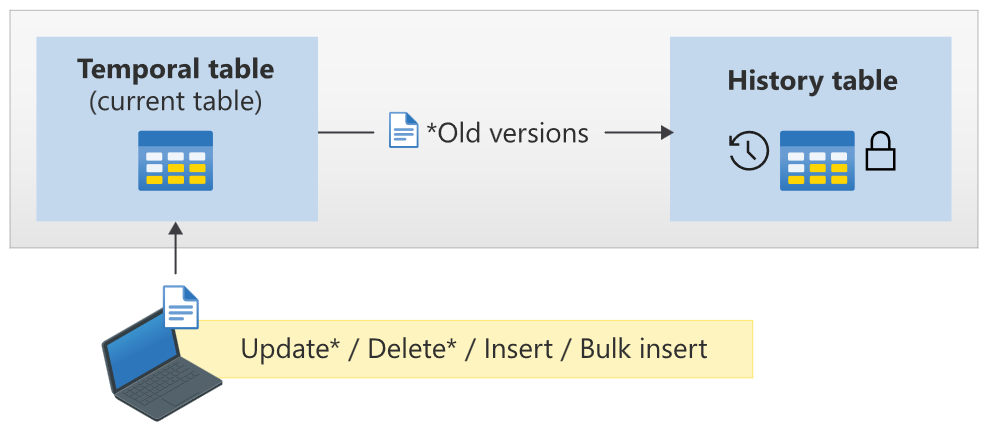 Temporal table
(current table)
*Old versions
History table
Update* / Delete* / Insert / Bulk insert